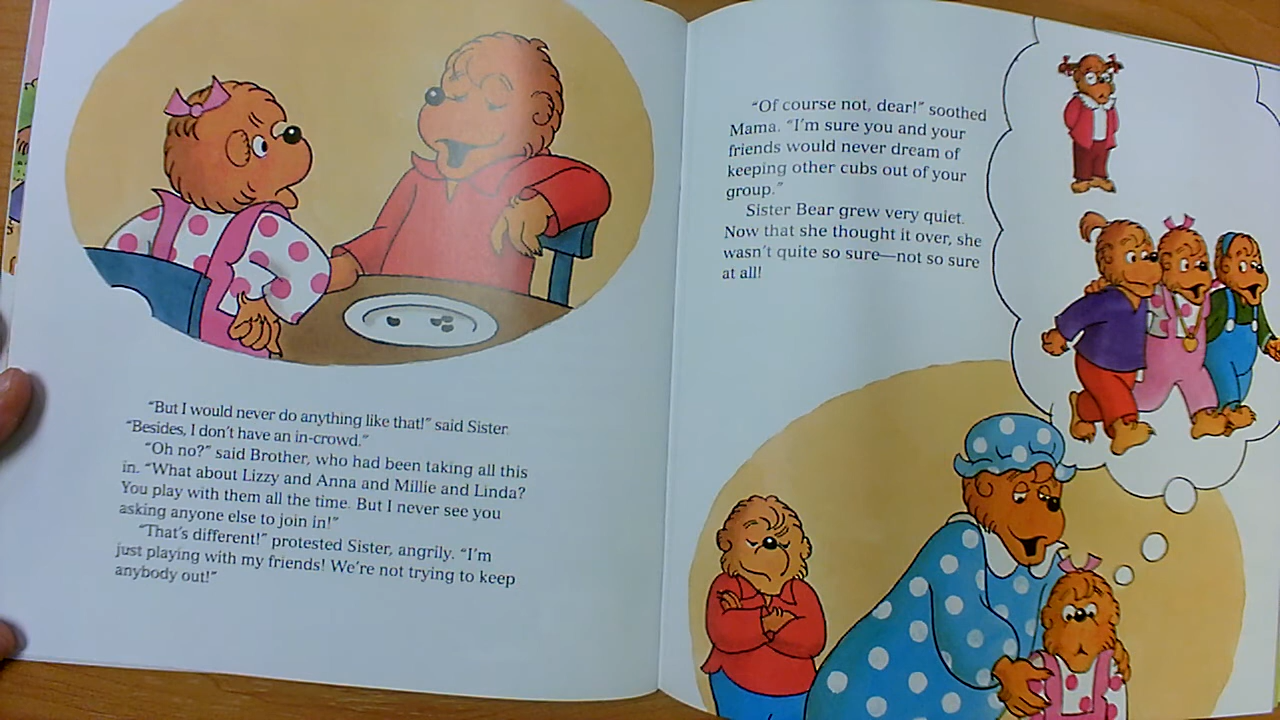 “But I would never do anything like that!” said Sister.
“Besides, I don’t have an in-crowd.”
“Oh no?” said Brother, who had been taking all this
in. “What about Lizzy and Anna and Millie and Linda?
You play with them all the time. But I never see you
asking anyone else to join in!”
“That’s different!” protested Sister, angrily. “I’m
just playing with my friends! We’re not trying to keep
anybody out!”
“Of course not, dear!” soothed
Mama. “I’m sure you and your
friends would never dream of
keeping other cubs out of your
group.”
Sister Bear grew very quiet.
Now that she thought it over, she
wasn’t quite so sure—not so sure
at all!